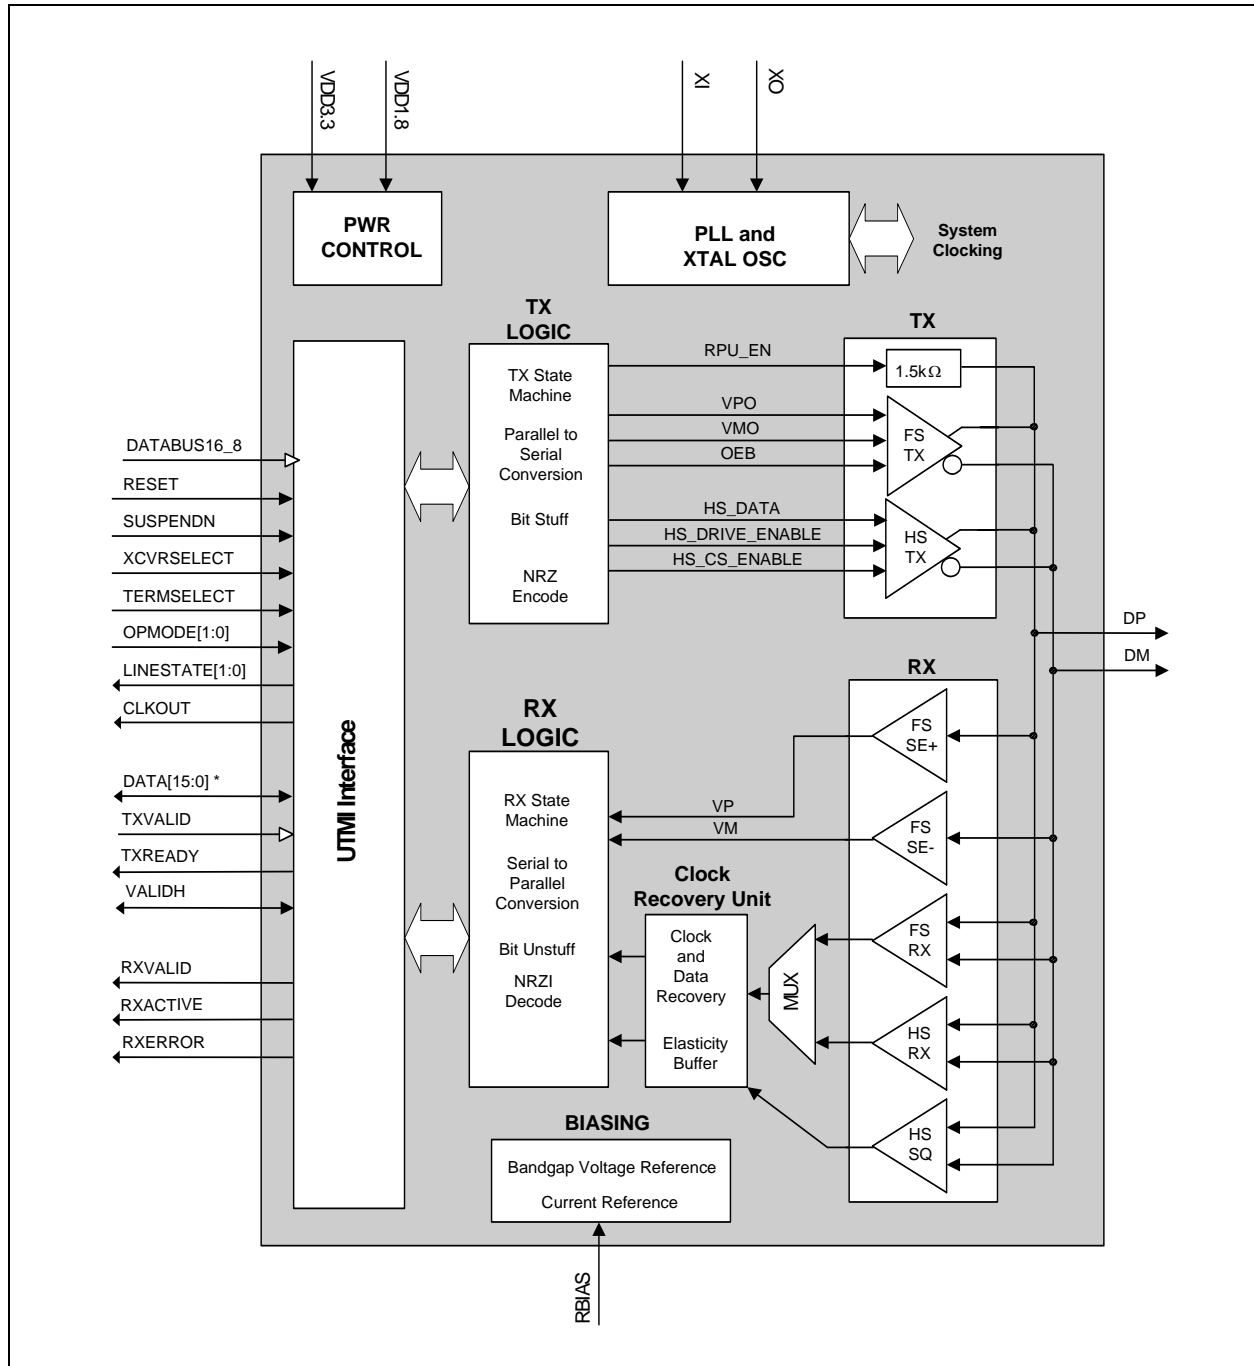 VDD3.3
VDD1.8
XI
XO
PWR
CONTROL
PLL and
XTAL OSC
System
Clocking
TX
LOGIC
TX State
Machine
Parallel to
Serial
Conversion
Bit Stuff
NRZ
Encode
RPU_EN
VPO
VMO
OEB
HS_DATA
HS_DRIVE_ENABLE
HS_CS_ENABLE
TX
1.5kΩ
FS
TX
HS
TX
DATABUS16_8
RESET
SUSPENDN
XCVRSELECT
TERMSELECT
OPMODE[1:0]
LINESTATE[1:0]
CLKOUT
DATA[15:0] *
TXVALID
TXREADY
VALIDH
RXVALID
RXACTIVE
RXERROR
UTMI Interface
DP
DM
RX
LOGIC
RX State
Machine
Serial to
Parallel
Conversion
Bit Unstuff
NRZI
Decode
VP
VM
Clock
Recovery Unit
Clock
and
Data
Recovery
Elasticity
Buffer
MUX
RX
FS
SE+
FS
SE-
FS
RX
HS
RX
HS
SQ
BIASING
Bandgap Voltage Reference
Current Reference
RBIAS